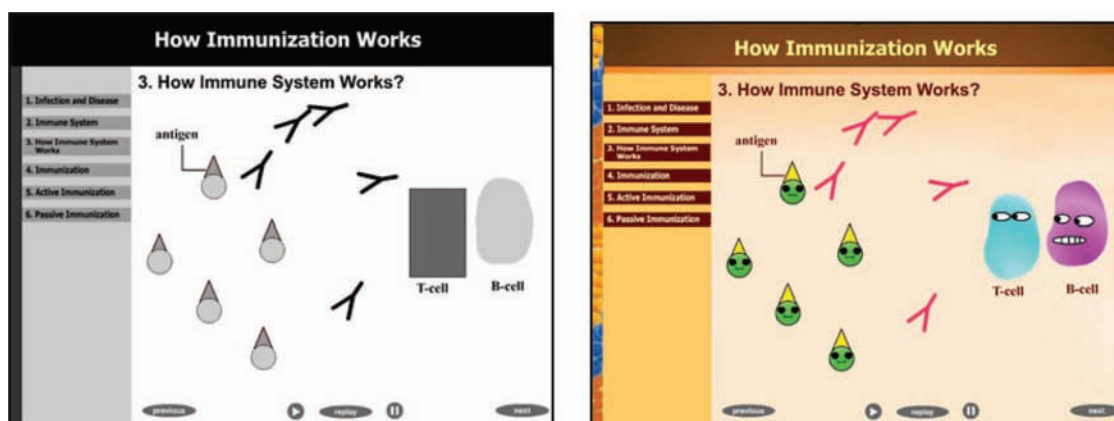 How Immunization Works
3. How Immune System Works?
1. Infection and Disease
2. Immune System
3. How Immune System
Works
4. Immunization
5. Active Immunization
6. Passive Immunization
antigen
T-cell
B-cell
previous
replay
next
How Immunization Works
3. How Immune System Works?
1. Infection and Disease
2. Immune System
3. How Immune System
Works
4. Immunization
5. Active Immunization
6. Passive Immunization
antigen
T-cell
B-cell
previous
replay
next